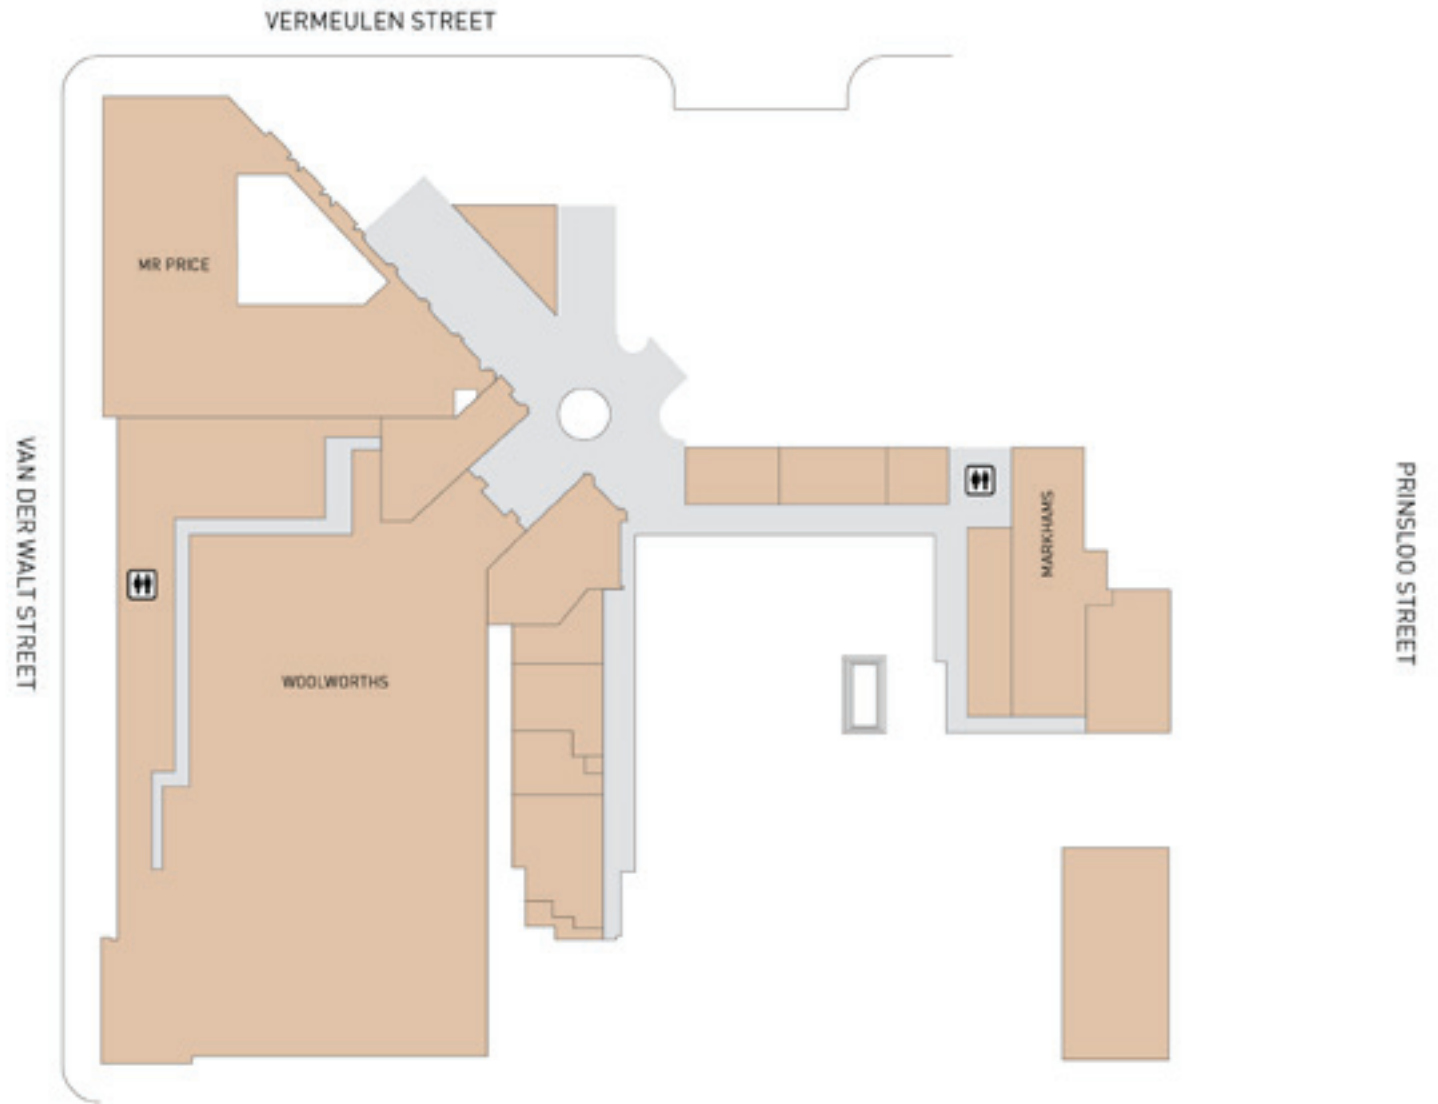 VERMEULEN STREET
MR PRICE
VAN DER WALT STREET
MARKHAMS
PRINSLOO STREET
WOOLWORTHS